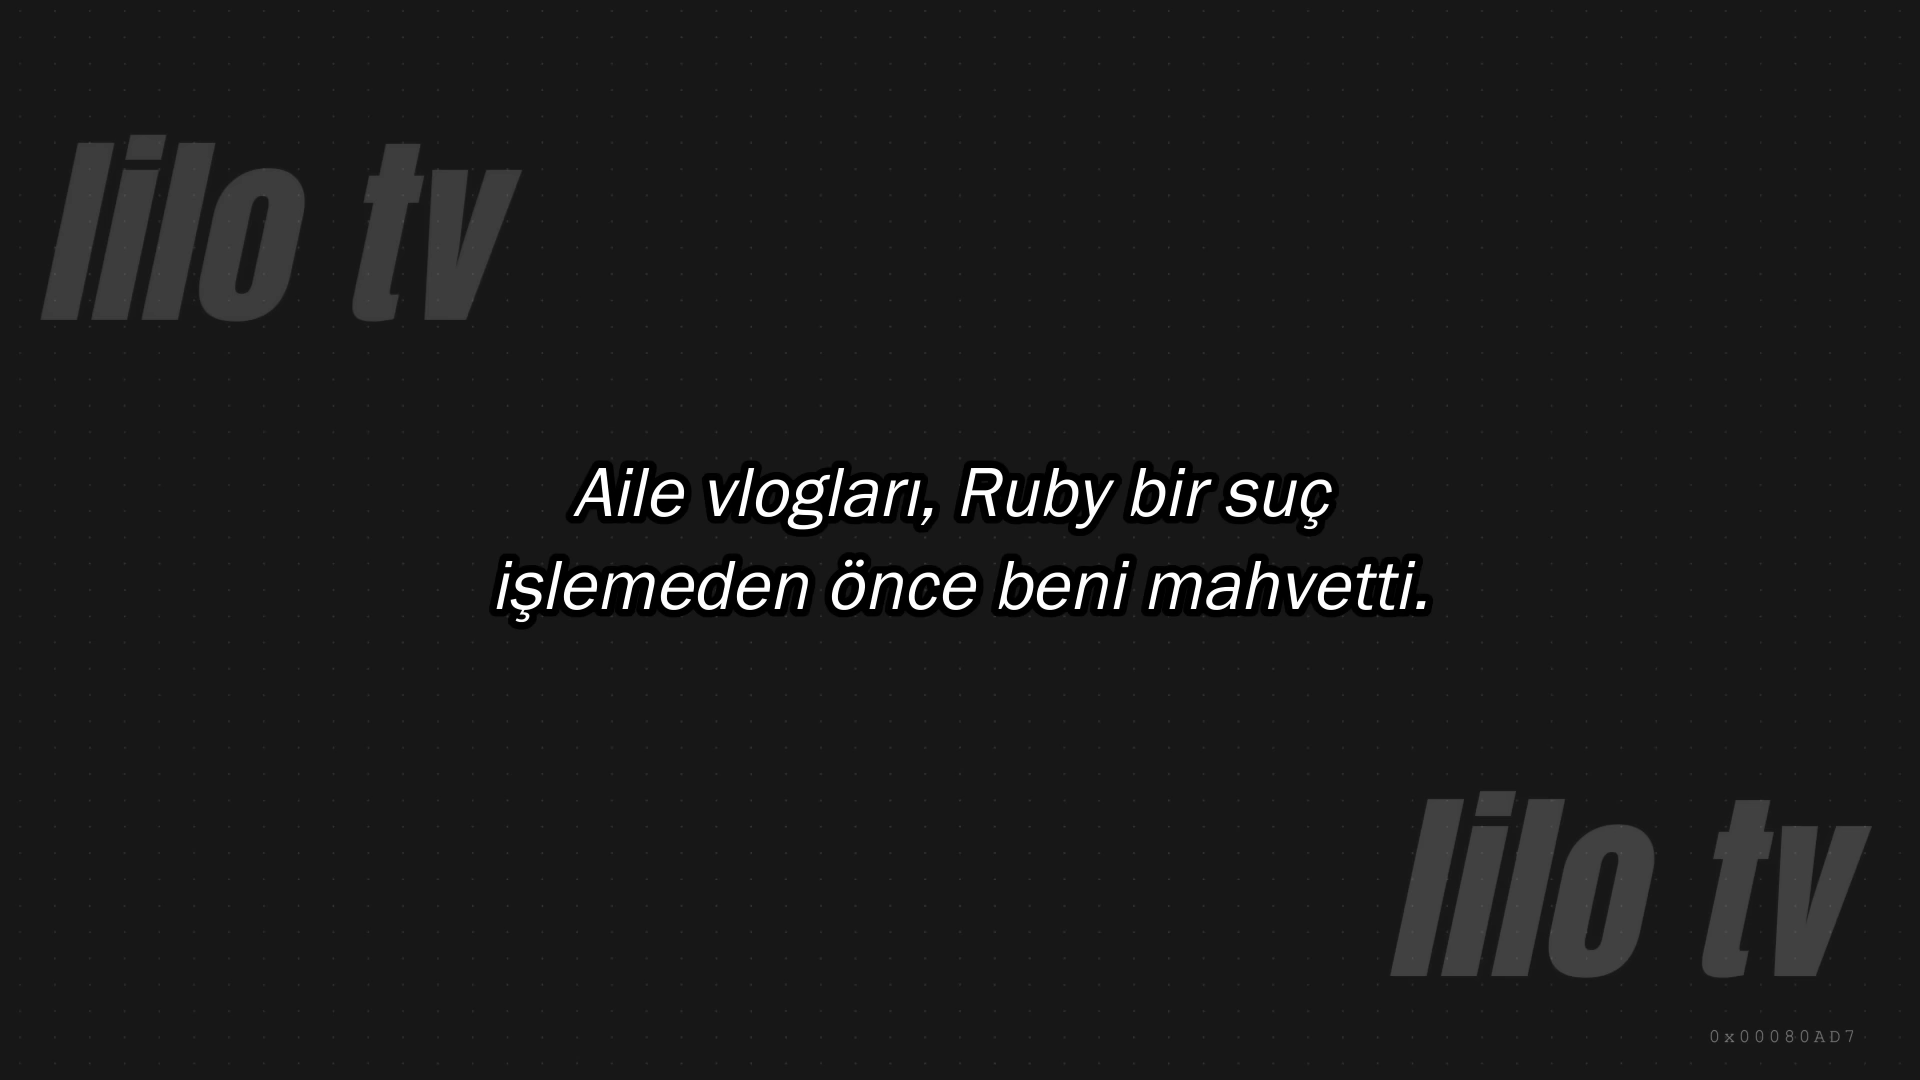 lilo tv
Aile vlogları, Ruby bir suç
işlemeden önce beni mahvetti.
lilo tv
0x00080AD7